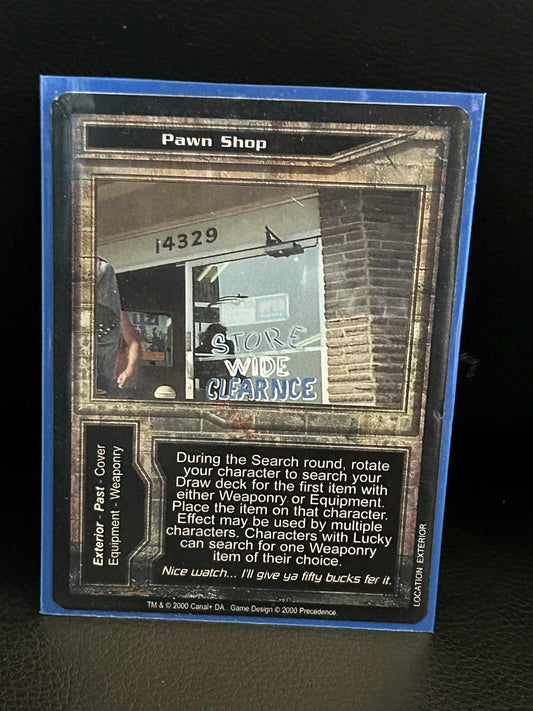 Pawn Shop
14329
STORE
WIDE
CLEARNCE
Exterior - Past - Cover
Equipment - Weaponry
During the Search round, rotate
your character to search your
Draw deck for the first item with
either Weaponry or Equipment.
Place the item on that character.
Effect may be used by multiple
characters. Characters with Lucky
can search for one Weaponry
item of their choice.
Nice watch... I'll give ya fifty bucks fer it.
LOCATION EXTERIOR
TM & © 2000 Canal+ DA. Game Design © 2000 Precedence.